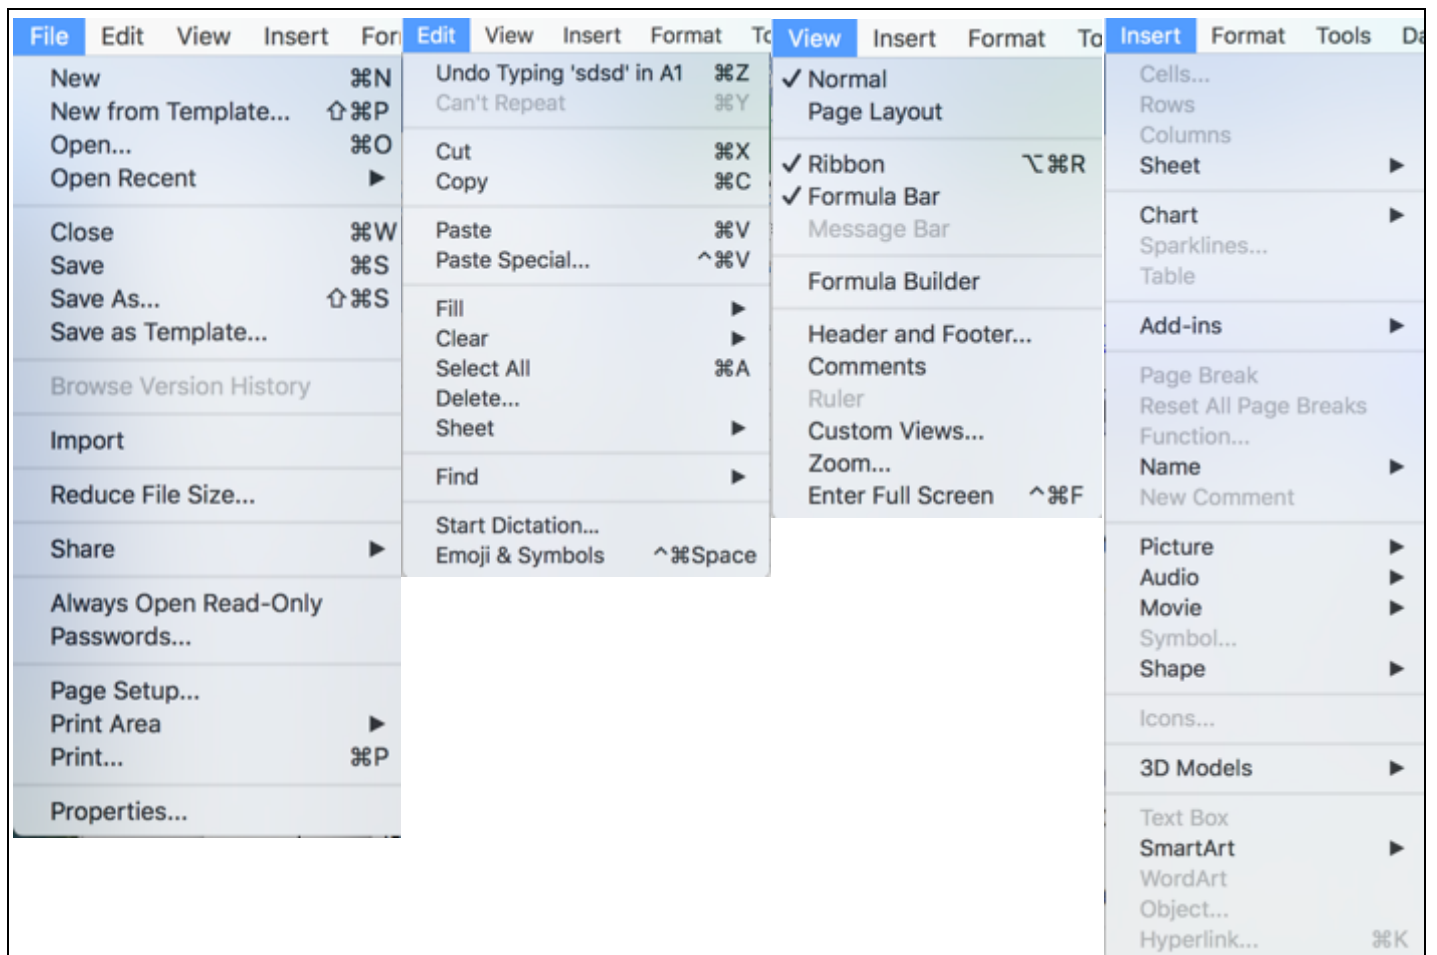 File Edit View Insert For
New ⌘N
New from Template... ⇧⌘P
Open... ⌘O
Open Recent ▶
Close ⌘W
Save ⌘S
Save As... ⇧⌘S
Save as Template...
Browse Version History
Import
Reduce File Size...
Share ▶
Always Open Read-Only
Passwords...
Page Setup...
Print Area ▶
Print... ⌘P
Properties...
Edit View Insert Format To
Undo Typing 'sdsd' in A1 ⌘Z
Can't Repeat ⌘Y
Cut ⌘X
Copy ⌘C
Paste ⌘V
Paste Special... ^⌘V
Fill ▶
Clear ▶
Select All ⌘A
Delete...
Sheet ▶
Find ▶
Start Dictation...
Emoji & Symbols ^⌘Space
View Insert Format To
✓ Normal
Page Layout
✓ Ribbon ⌥⌘R
✓ Formula Bar
Message Bar
Formula Builder
Header and Footer...
Comments
Ruler
Custom Views...
Zoom...
Enter Full Screen ^⌘F
Insert Format Tools Da
Cells...
Rows
Columns
Sheet ▶
Chart ▶
Sparklines...
Table
Add-ins ▶
Page Break
Reset All Page Breaks
Function...
Name ▶
New Comment
Picture ▶
Audio ▶
Movie ▶
Symbol...
Shape ▶
Icons...
3D Models ▶
Text Box
SmartArt ▶
WordArt
Object...
Hyperlink... ⌘K